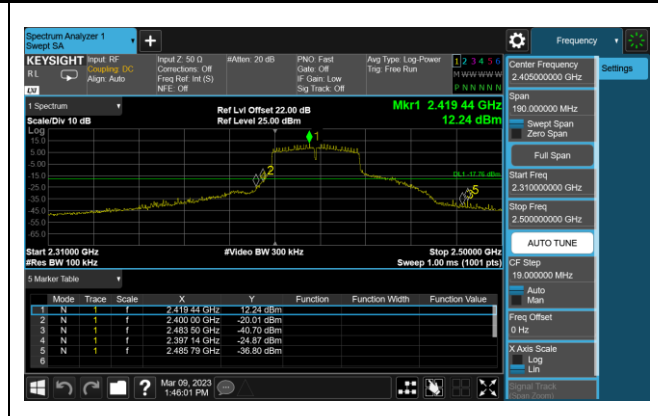 Spectrum Analyzer 1
Swept SA
+
Frequency
KEYSIGHT Input: RF Input Z: 50 Ω #Atten: 20 dB PNO: Fast Avg Type: Log-Power 1 2 3 4 5 6
R L Coupling: DC Corrections: Off Gate: Off Trig: Free Run M W W W W W
Align: Auto Freq Ref: Int (S) IF Gain: Low
LXI NFE: Off Sig Track: Off P N N N N N
Center Frequency
2.405000000 GHz
Settings
1 Spectrum
Scale/Div 10 dB
Ref Lvl Offset 22.00 dB
Ref Level 25.00 dBm
Mkr1 2.419 44 GHz
12.24 dBm
Span
190.000000 MHz
Swept Span
Zero Span
Full Span
Start Freq
2.310000000 GHz
Stop Freq
2.500000000 GHz
AUTO TUNE
CF Step
19.000000 MHz
Auto
Man
Freq Offset
0 Hz
X Axis Scale
Log
Lin
Signal Track
(Span Zoom)
Log
15.0
5.00
-5.00
-15.0
-25.0
-35.0
-45.0
-55.0
-65.0
1
2
5
DL1 -17.76 dBm
Start 2.31000 GHz #Video BW 300 kHz Stop 2.50000 GHz
#Res BW 100 kHz Sweep 1.00 ms (1001 pts)
5 Marker Table
Mode Trace Scale X Y Function Function Width Function Value
1 N 1 f 2.419 44 GHz 12.24 dBm
2 N 1 f 2.400 00 GHz -20.01 dBm
3 N 1 f 2.483 50 GHz -40.70 dBm
4 N 1 f 2.397 14 GHz -24.87 dBm
5 N 1 f 2.485 79 GHz -36.80 dBm
6
? Mar 09, 2023
1:46:01 PM